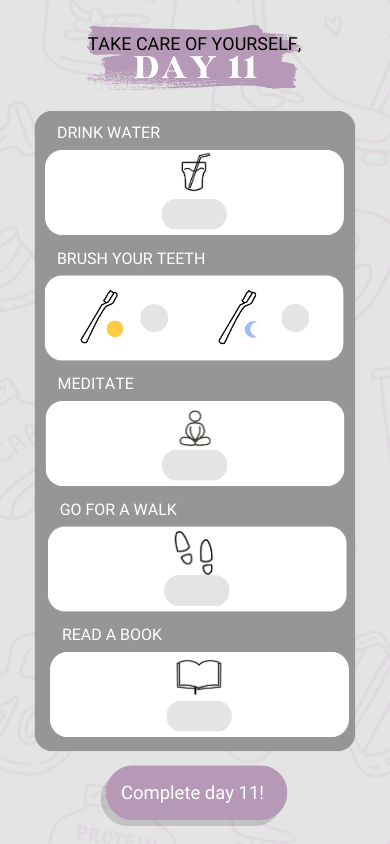 TAKE CARE OF YOURSELF,
DAY 11
DRINK WATER
BRUSH YOUR TEETH
MEDITATE
GO FOR A WALK
READ A BOOK
Complete day 11!
PROTEIN